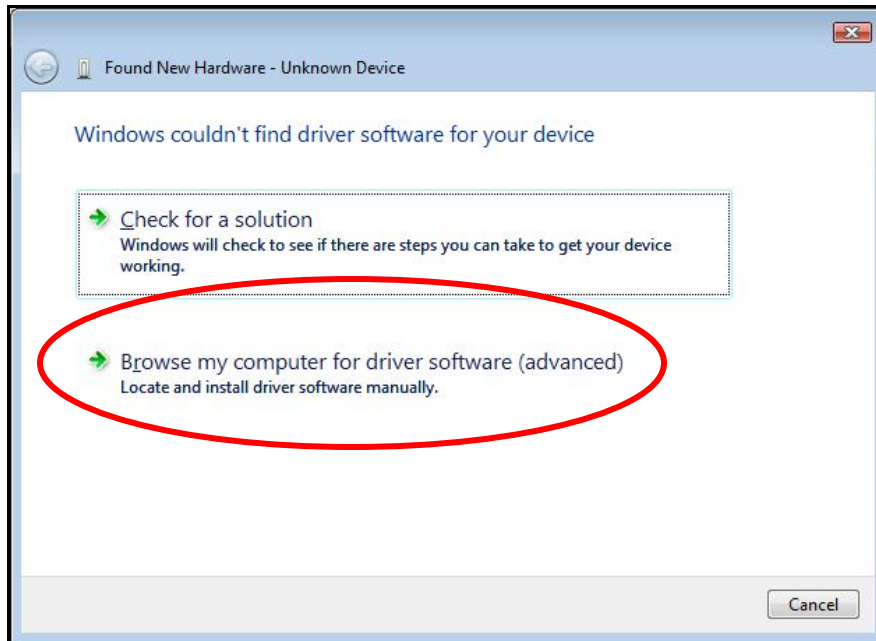 Found New Hardware - Unknown Device
Windows couldn't find driver software for your device
Check for a solution
Windows will check to see if there are steps you can take to get your device
working.
Browse my computer for driver software (advanced)
Locate and install driver software manually.
Cancel